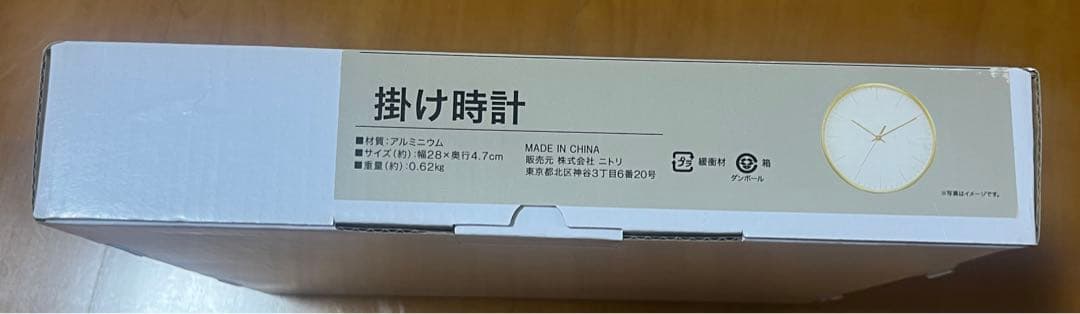 掛け時計
■材質:アルミニウム
■サイズ(約):幅28×奥行4.7cm
■重量(約):0.62kg
MADE IN CHINA
販売元 株式会社 ニトリ
東京都北区神谷3丁目6番20号
プラ 緩衝材
ダンボール 箱
※写真はイメージです。